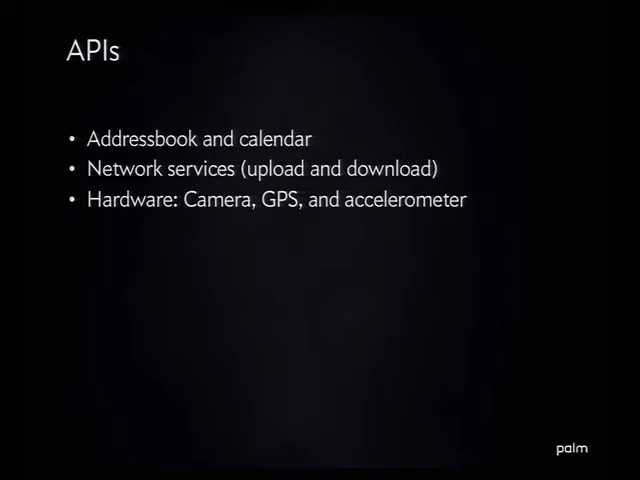 APIs
• Addressbook and calendar
• Network services (upload and download)
• Hardware: Camera, GPS, and accelerometer
palm